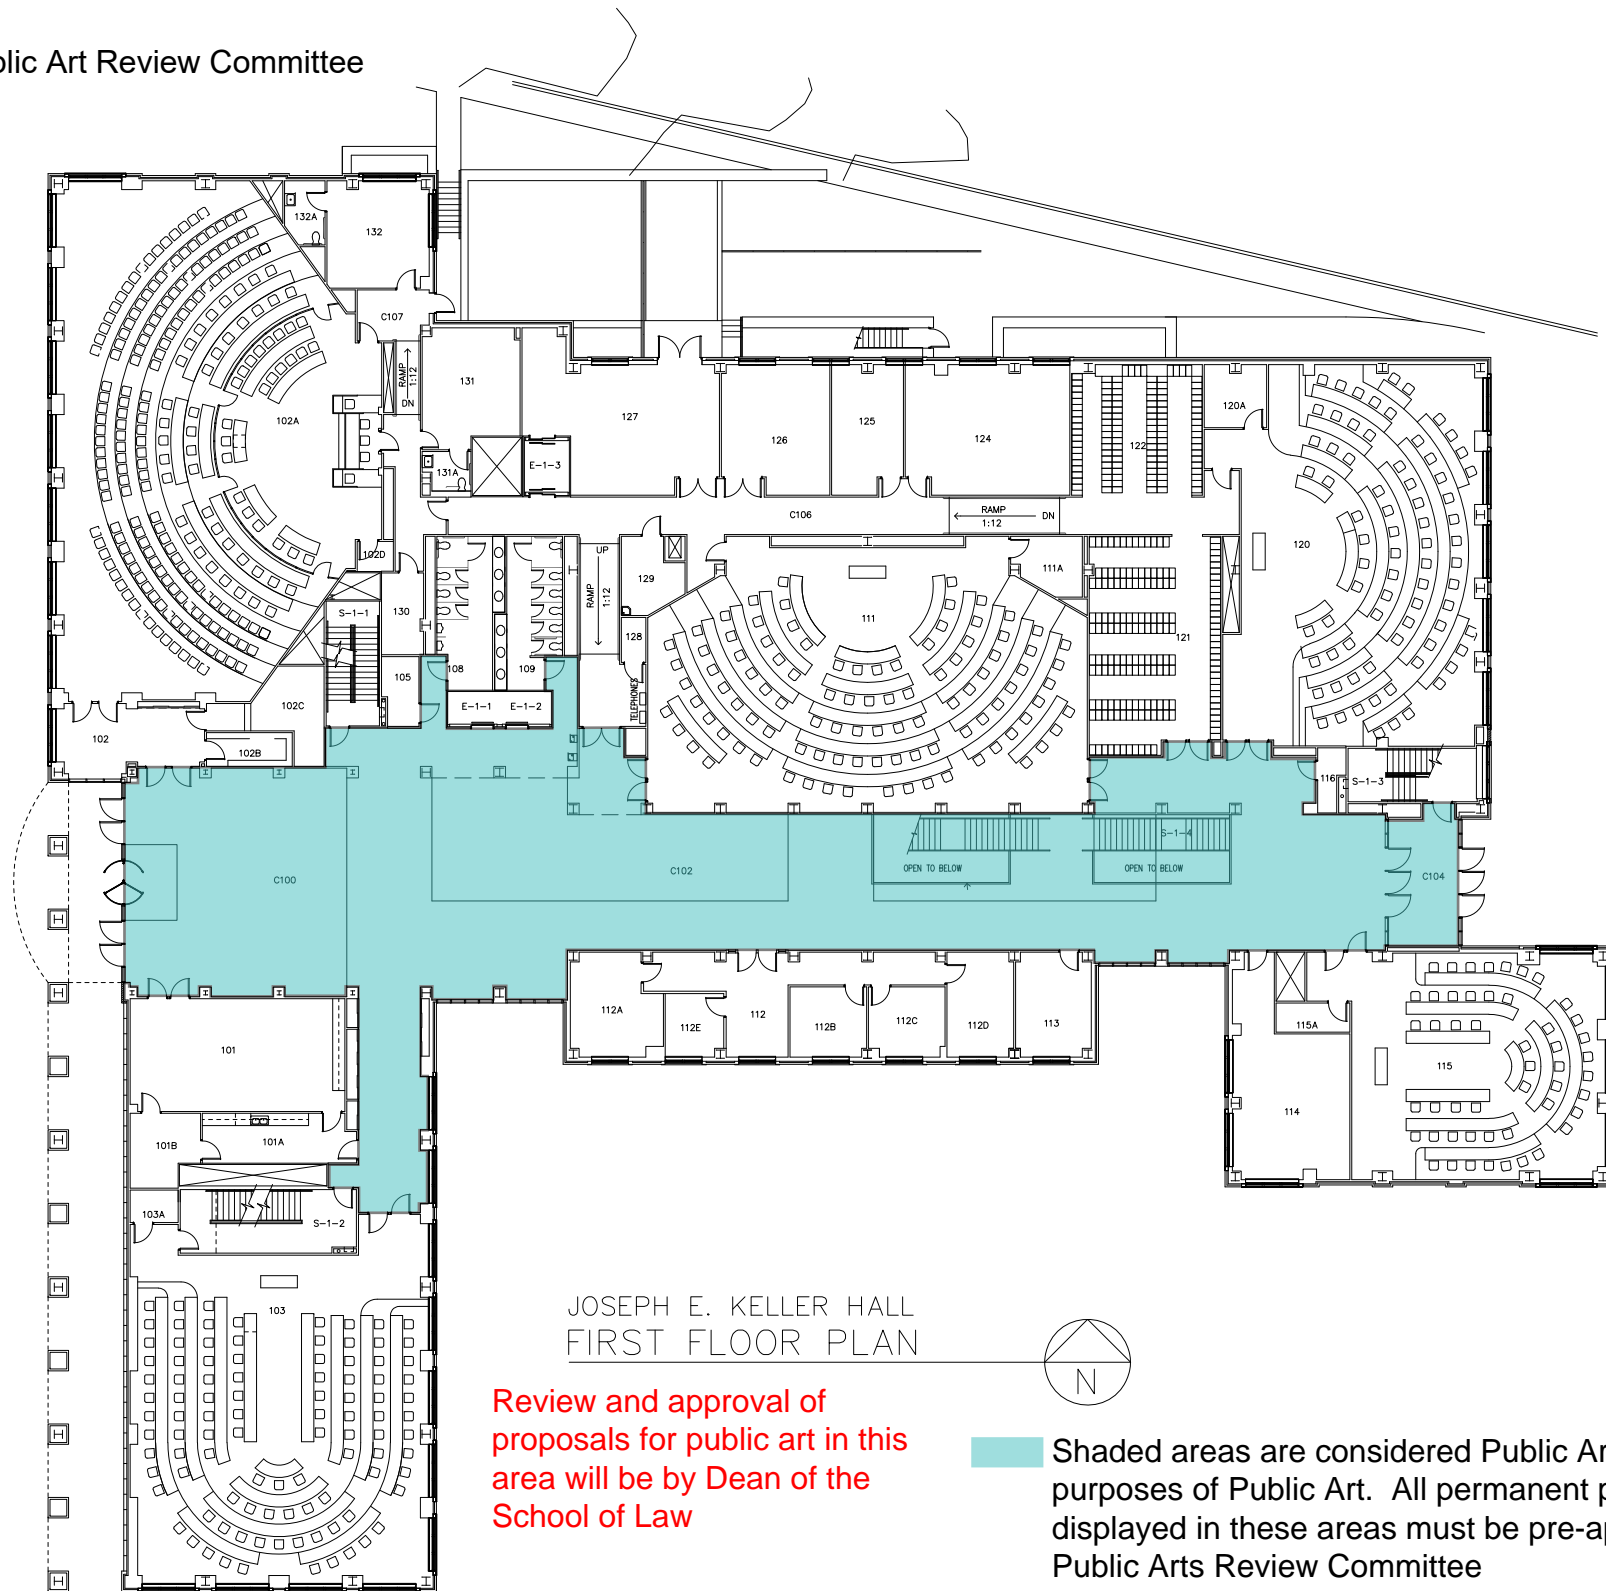 olic Art Review Committee
132A
132
C107
RAMP
1:12
DN
131
102A
127
126
125
124
122
120A
131A
E-1-3
C106
RAMP
1:12
DN
120
102D
UP
RAMP
1:12
129
111A
130
S-1-1
111
128
121
105
108
109
TELEPHONES
102C
E-1-1
E-1-2
102
102B
116
S-1-3
S-1-4
C100
C102
OPEN TO BELOW
OPEN TO BELOW
C104
112A
112E
112
112B
112C
112D
113
101
115A
115
114
101B
101A
103A
S-1-2
103
JOSEPH E. KELLER HALL
FIRST FLOOR PLAN
N
Review and approval of
proposals for public art in this
area will be by Dean of the
School of Law
Shaded areas are considered Public Ar
purposes of Public Art. All permanent p
displayed in these areas must be pre-ap
Public Arts Review Committee